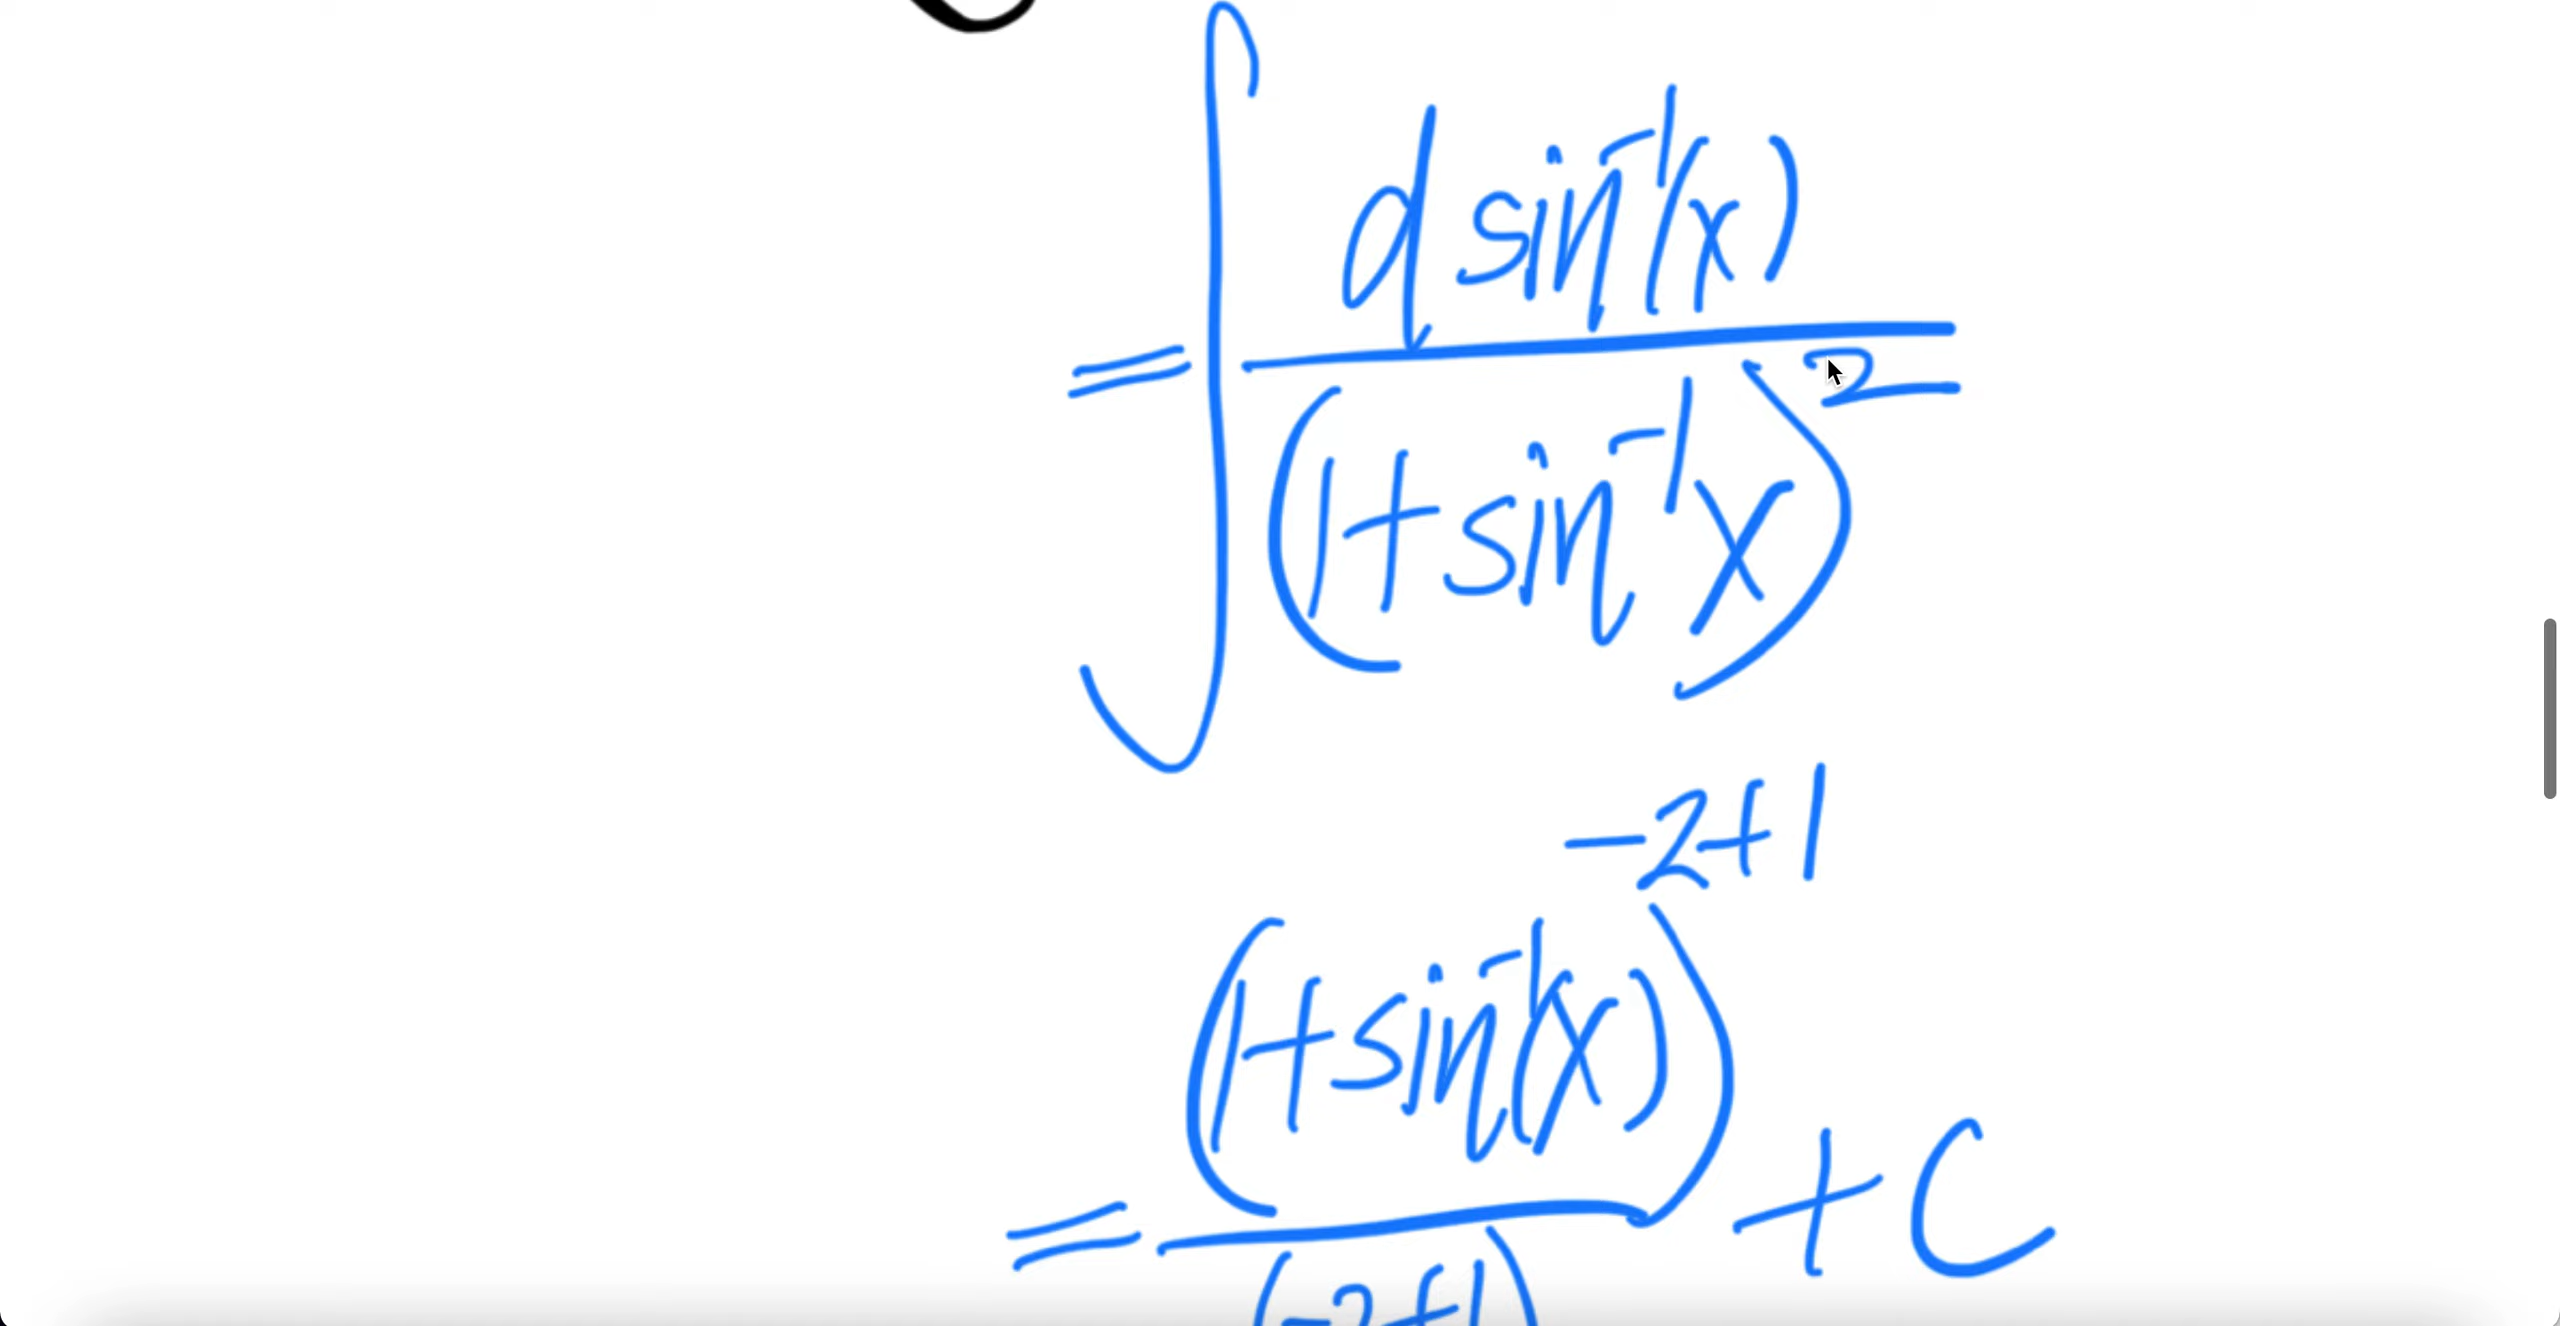 = ∫ d sin⁻¹(x) / (1+sin⁻¹x)²
= (1+sin⁻¹(x))⁻²⁺¹ / (-2+1) + C